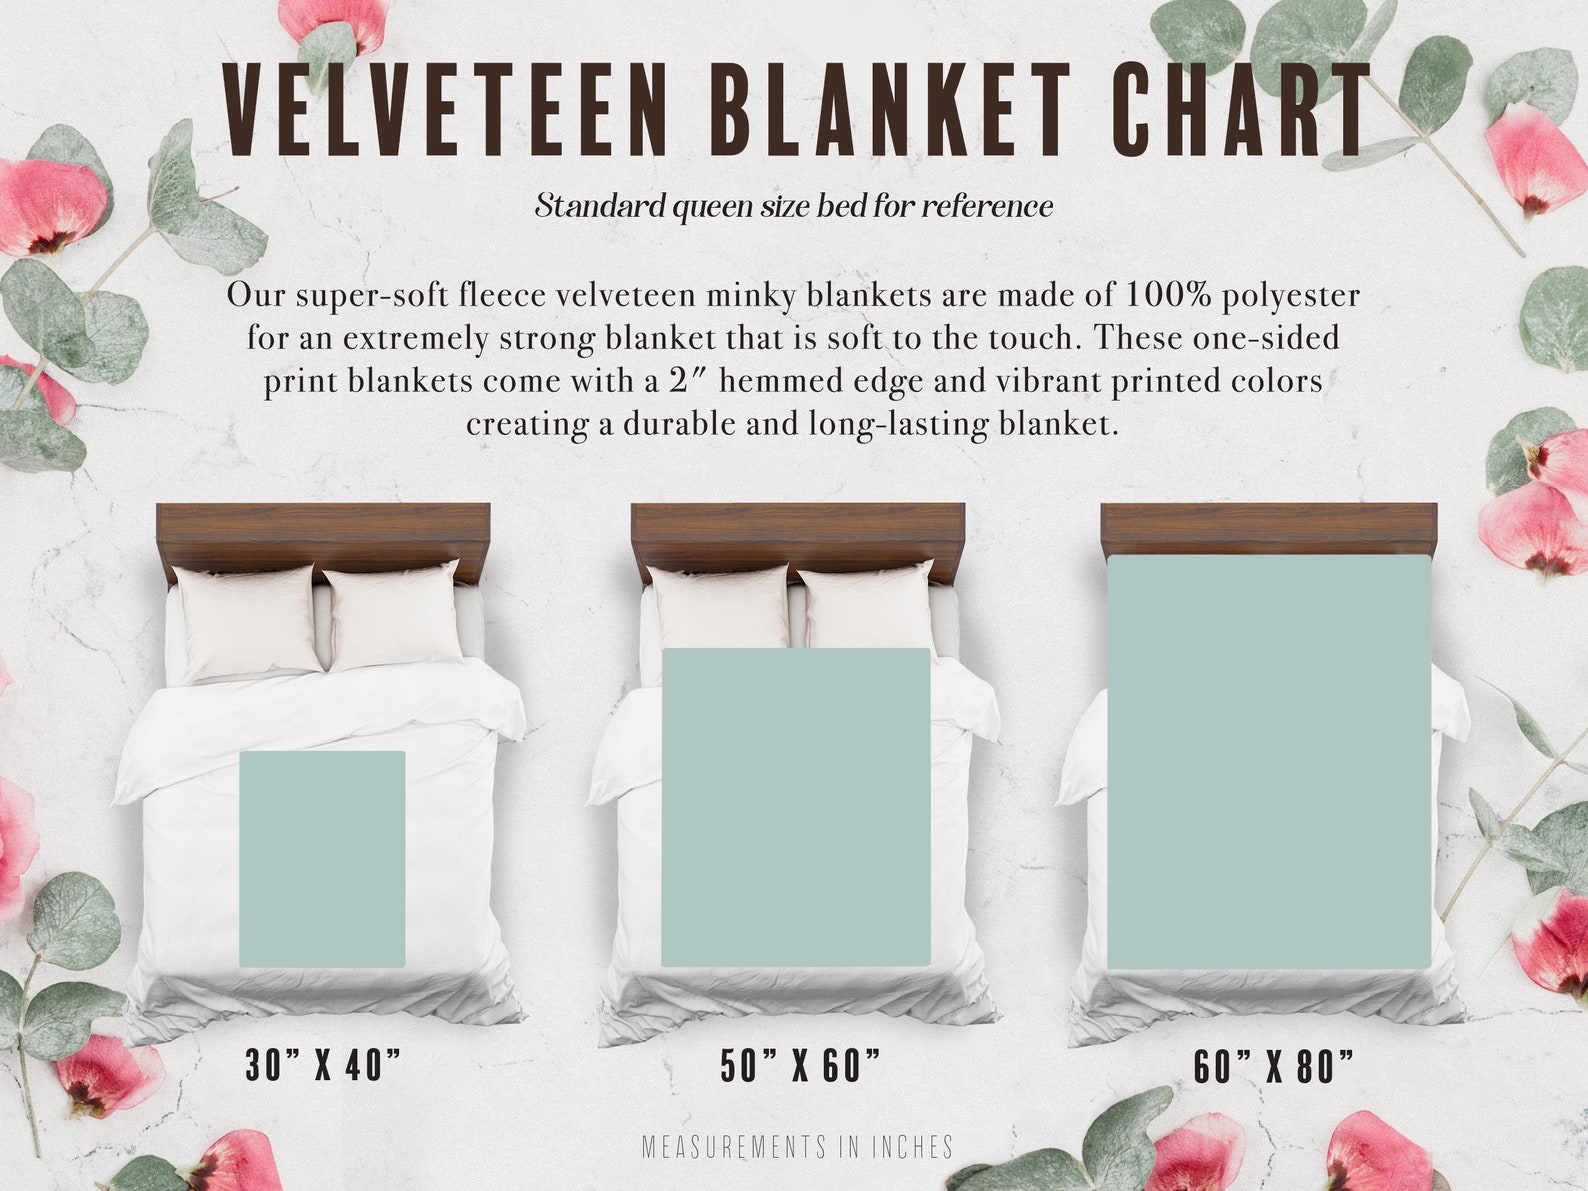 VELVETEEN BLANKET CHART
Standard queen size bed for reference
Our super-soft fleece velveteen minky blankets are made of 100% polyester
for an extremely strong blanket that is soft to the touch. These one-sided
print blankets come with a 2" hemmed edge and vibrant printed colors
creating a durable and long-lasting blanket.
30” X 40”
50” X 60”
60” X 80”
MEASUREMENTS IN INCHES